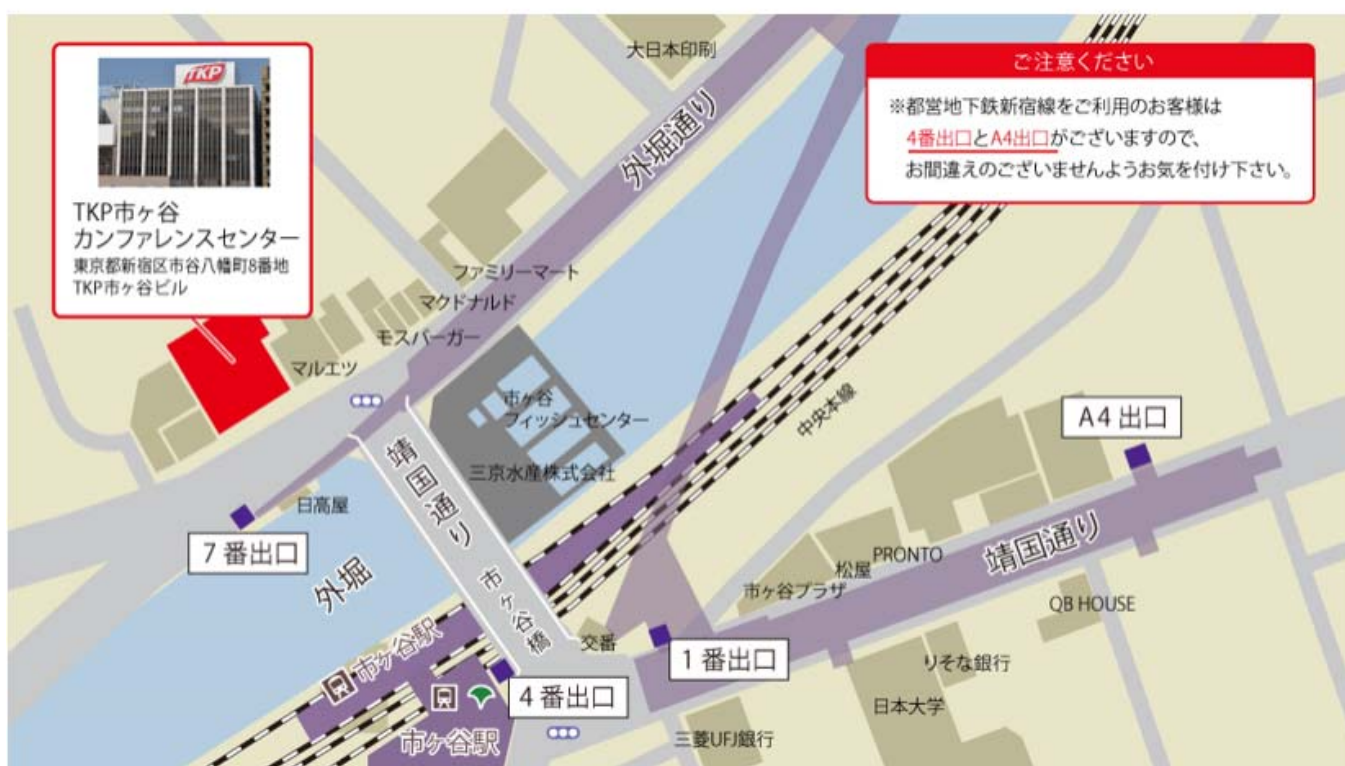 大日本印刷
ご注意ください
※都営地下鉄新宿線をご利用のお客様は
4番出口とA4出口がございますので、
お間違えのございませんようお気を付け下さい。
TKP
TKP市ヶ谷
カンファレンスセンター
東京都新宿区市谷八幡町8番地
TKP市ヶ谷ビル
外堀通り
ファミリーマート
マクドナルド
モスバーガー
マルエツ
市ヶ谷
フィッシュセンター
中央本線
A4出口
靖国通り
三京水産株式会社
日高屋
7番出口
外堀
市ヶ谷橋
PRONTO
松屋
市ヶ谷プラザ
靖国通り
QB HOUSE
交番
1番出口
市ヶ谷駅
4番出口
りそな銀行
日本大学
市ヶ谷駅
三菱UFJ銀行